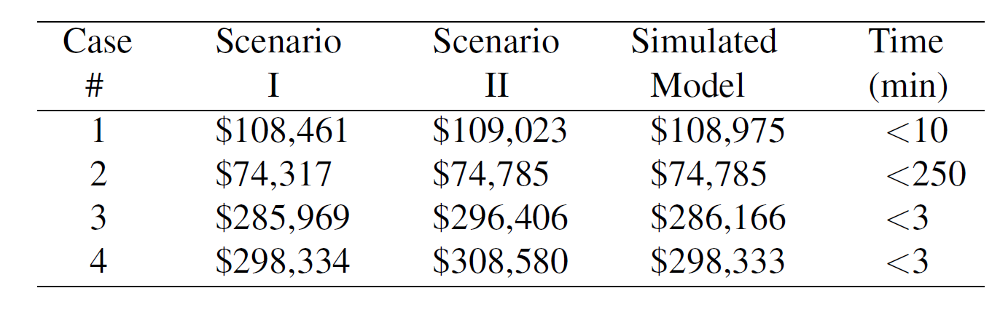 Case Scenario Scenario Simulated Time
# I II Model (min)
1 $108,461 $109,023 $108,975 <10
2 $74,317 $74,785 $74,785 <250
3 $285,969 $296,406 $286,166 <3
4 $298,334 $308,580 $298,333 <3